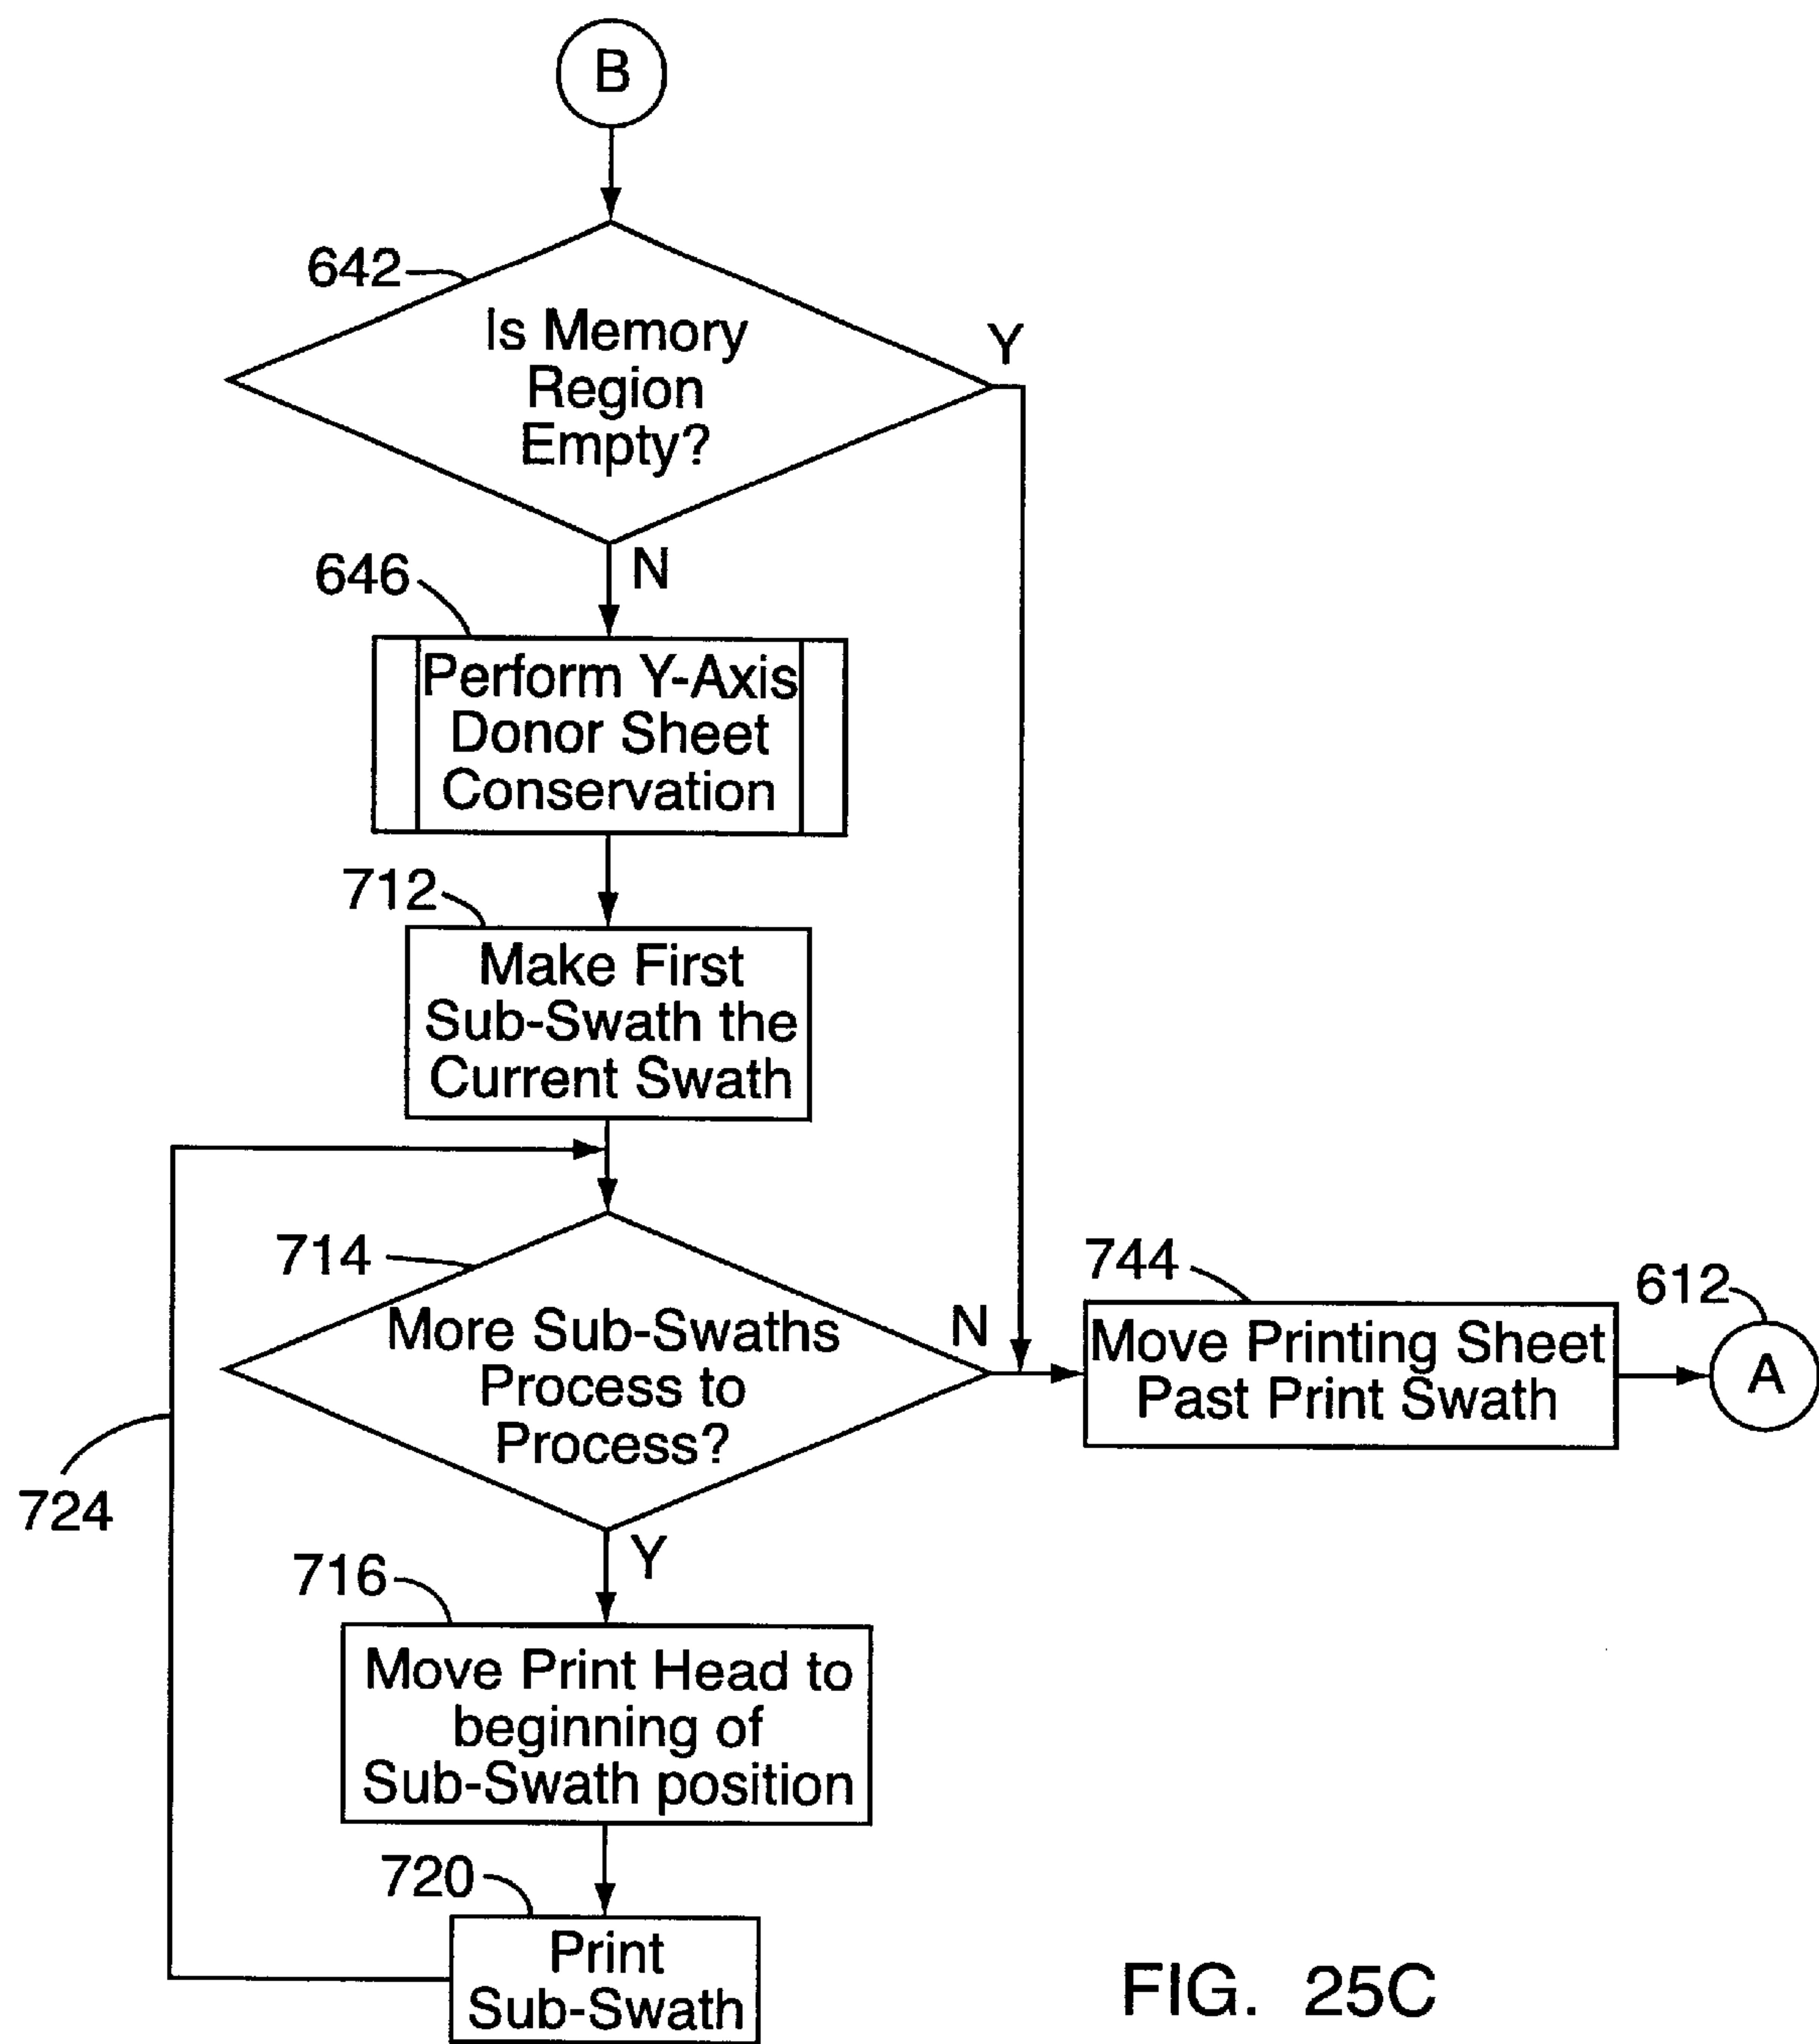 B
642
Is Memory
Region
Empty?
Y
N
646
Perform Y-Axis
Donor Sheet
Conservation
712
Make First
Sub-Swath the
Current Swath
714
More Sub-Swaths
Process to
Process?
N
744
Move Printing Sheet
Past Print Swath
612
A
724
Y
716
Move Print Head to
beginning of
Sub-Swath position
720
Print
Sub-Swath
FIG. 25C